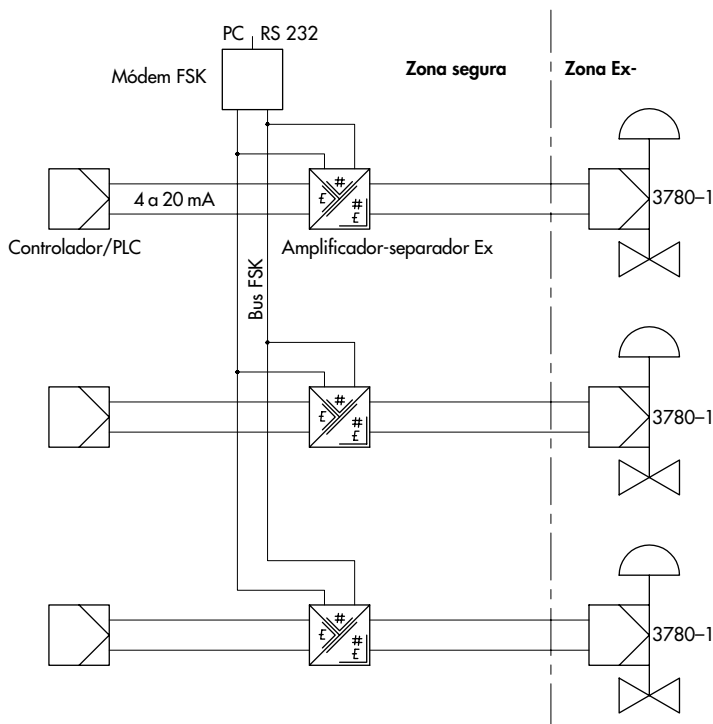 PC RS 232
Módem FSK
Zona segura
Zona Ex-
4 a 20 mA
3780–1
Controlador/PLC
Amplificador-separador Ex
Bus FSK
3780–1
3780–1